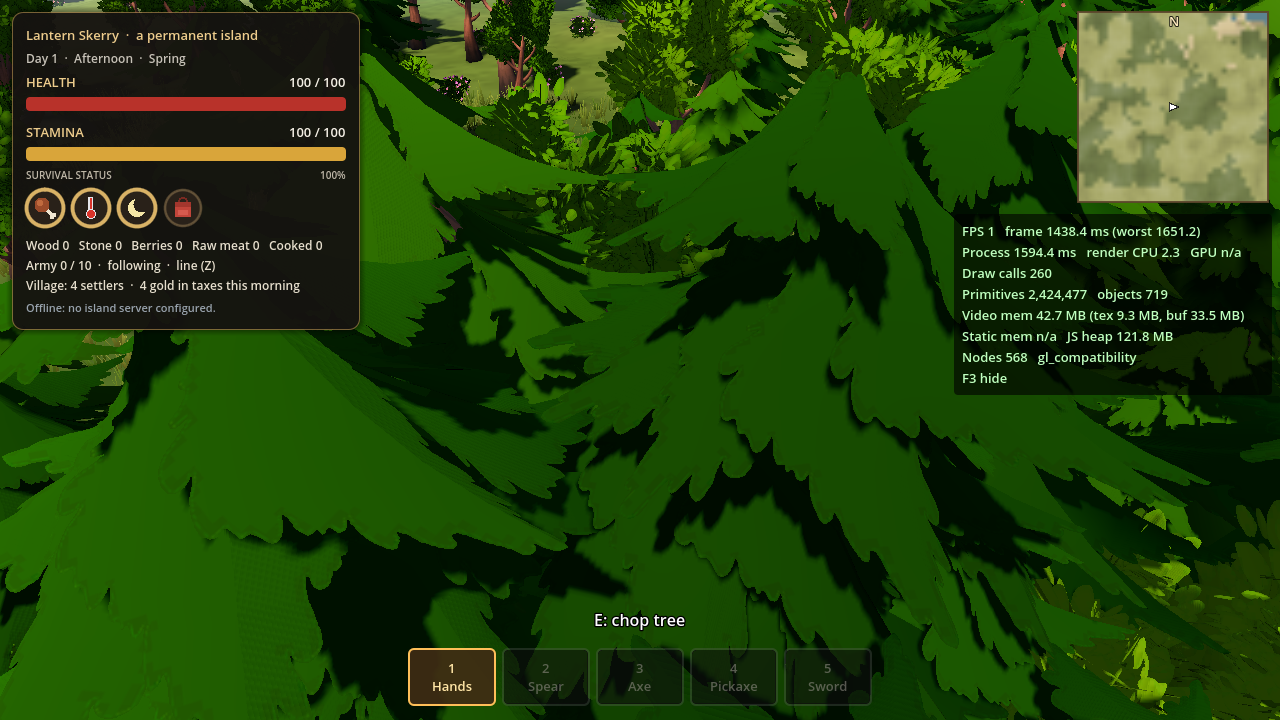 Lantern Skerry · a permanent island
Day 1 · Afternoon · Spring
HEALTH 100 / 100
STAMINA 100 / 100
SURVIVAL STATUS 100%
Wood 0 Stone 0 Berries 0 Raw meat 0 Cooked 0
Army 0 / 10 · following · line (Z)
Village: 4 settlers · 4 gold in taxes this morning
Offline: no island server configured.
N
FPS 1 frame 1438.4 ms (worst 1651.2)
Process 1594.4 ms render CPU 2.3 GPU n/a
Draw calls 260
Primitives 2,424,477 objects 719
Video mem 42.7 MB (tex 9.3 MB, buf 33.5 MB)
Static mem n/a JS heap 121.8 MB
Nodes 568 gl_compatibility
F3 hide
E: chop tree
1 2 3 4 5
Hands Spear Axe Pickaxe Sword